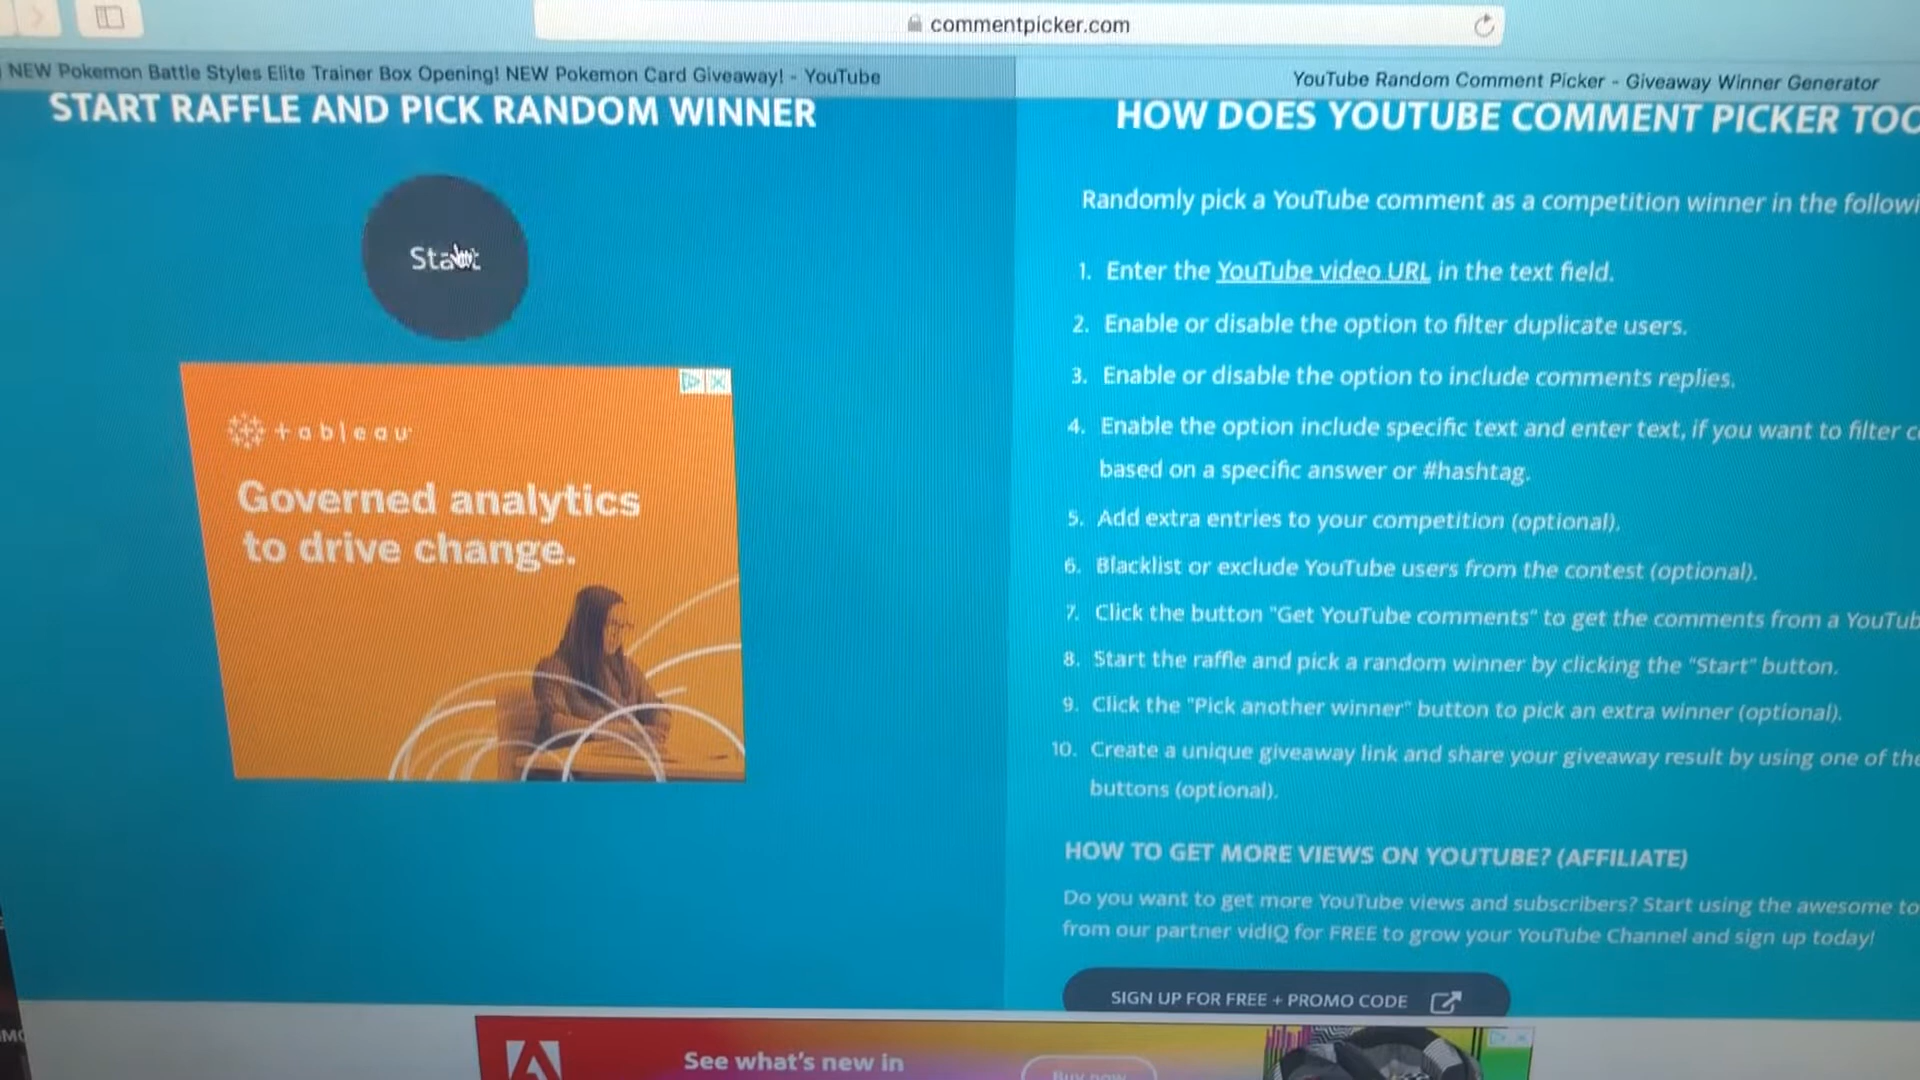 commentpicker.com
NEW Pokemon Battle Styles Elite Trainer Box Opening! NEW Pokemon Card Giveaway! - YouTube
YouTube Random Comment Picker - Giveaway Winner Generator
START RAFFLE AND PICK RANDOM WINNER
Start
tableau
Governed analytics
to drive change.
HOW DOES YOUTUBE COMMENT PICKER
Randomly pick a YouTube comment as a competition winner in the
1. Enter the YouTube video URL in the text field.
2. Enable or disable the option to filter duplicate users.
3. Enable or disable the option to include comments replies.
4. Enable the option include specific text and enter text, if you want to filter
based on a specific answer or #hashtag.
5. Add extra entries to your competition (optional).
6. Blacklist or exclude YouTube users from the contest (optional).
7. Click the button "Get YouTube comments" to get the comments from a
8. Start the raffle and pick a random winner by clicking the "Start" button.
9. Click the "Pick another winner" button to pick an extra winner (optional).
10. Create a unique giveaway link and share your giveaway result by using one of the
buttons (optional).
HOW TO GET MORE VIEWS ON YOUTUBE? (AFFILIATE)
Do you want to get more YouTube views and subscribers? Start using the awesome
from our partner vidIQ for FREE to grow your YouTube Channel and sign up today!
SIGN UP FOR FREE + PROMO CODE
See what's new in
Buy now